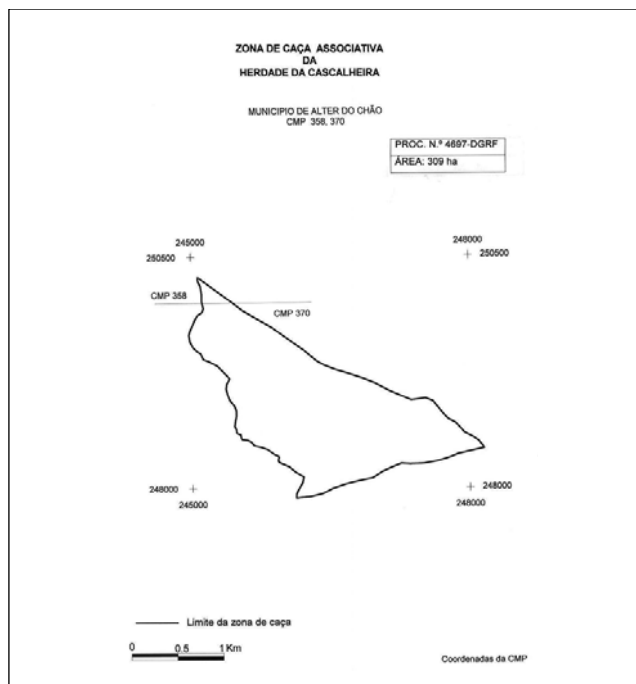 ZONA DE CAÇA ASSOCIATIVA
DA
HERDADE DA CASCALHEIRA
MUNICIPIO DE ALTER DO CHÃO
CMP 358, 370
PROC. N.º 4697-DGRF
ÁREA: 309 ha
245000
250500
248000
250500
CMP 358
CMP 370
248000
245000
248000
248000
Limite da zona de caça
0 0.5 1 Km
Coordenadas da CMP